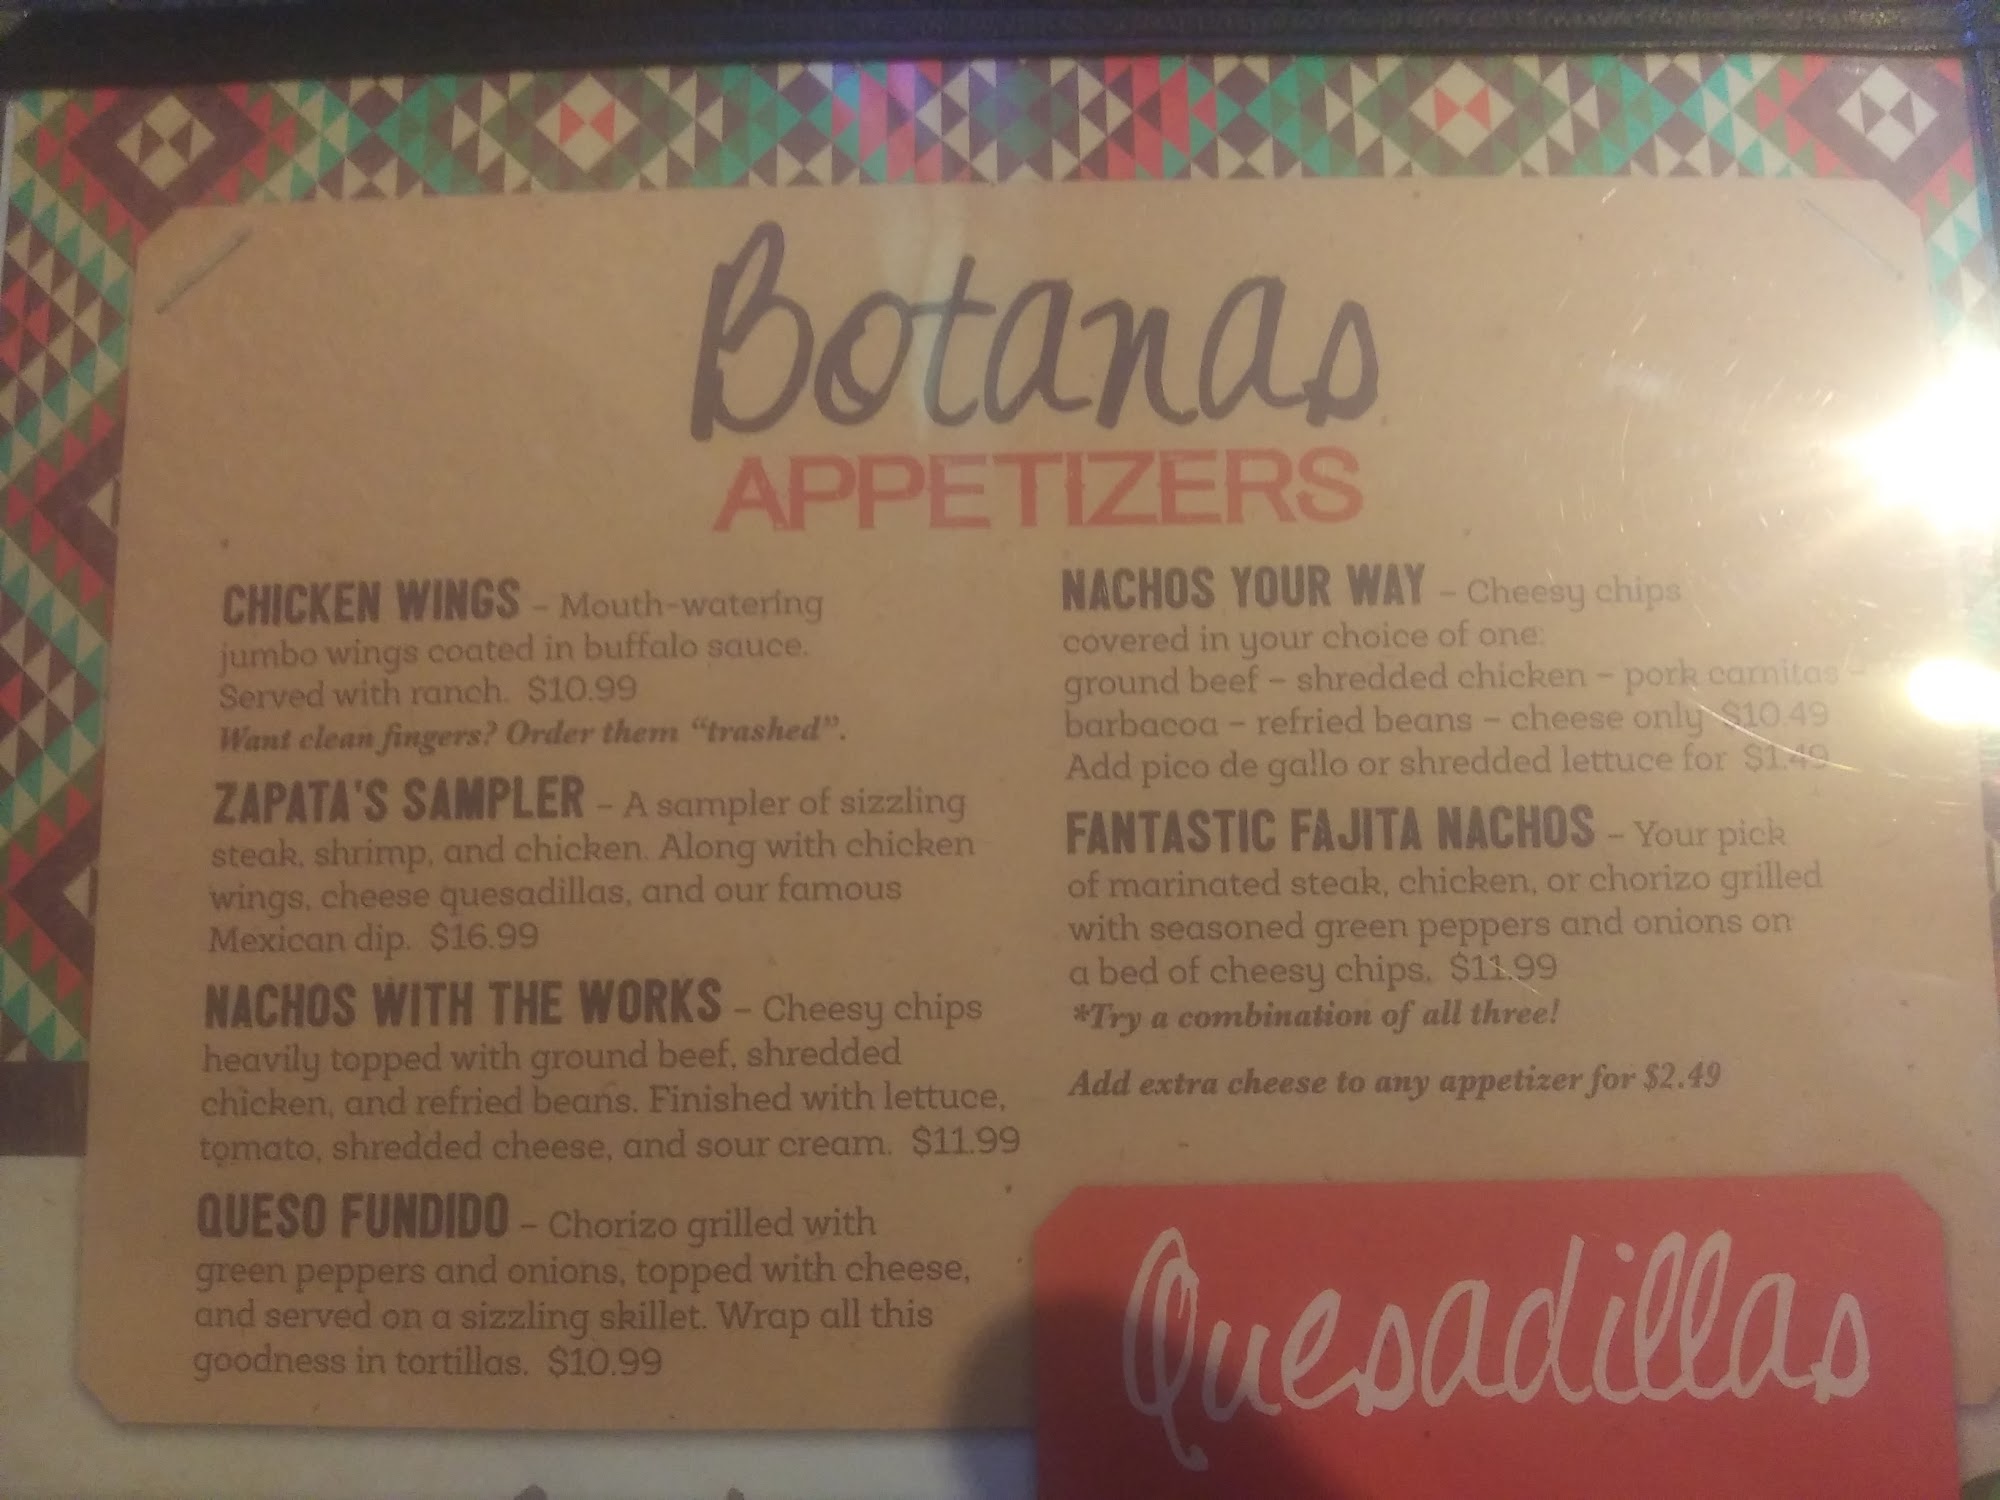 Botanas
APPETIZERS
CHICKEN WINGS – Mouth-watering
jumbo wings coated in buffalo sauce.
Served with ranch. $10.99
Want clean fingers? Order them “trashed”.
ZAPATA'S SAMPLER – A sampler of sizzling
steak, shrimp, and chicken. Along with chicken
wings, cheese quesadillas, and our famous
Mexican dip. $16.99
NACHOS WITH THE WORKS – Cheesy chips
heavily topped with ground beef, shredded
chicken, and refried beans. Finished with lettuce,
tomato, shredded cheese, and sour cream. $11.99
QUESO FUNDIDO – Chorizo grilled with
green peppers and onions, topped with cheese,
and served on a sizzling skillet. Wrap all this
goodness in tortillas. $10.99
NACHOS YOUR WAY – Cheesy chips
covered in your choice of one:
ground beef – shredded chicken – pork carnitas –
barbacoa – refried beans – cheese only $10.49
Add pico de gallo or shredded lettuce for $1.49
FANTASTIC FAJITA NACHOS – Your pick
of marinated steak, chicken, or chorizo grilled
with seasoned green peppers and onions on
a bed of cheesy chips. $11.99
*Try a combination of all three!
Add extra cheese to any appetizer for $2.49
Quesadillas